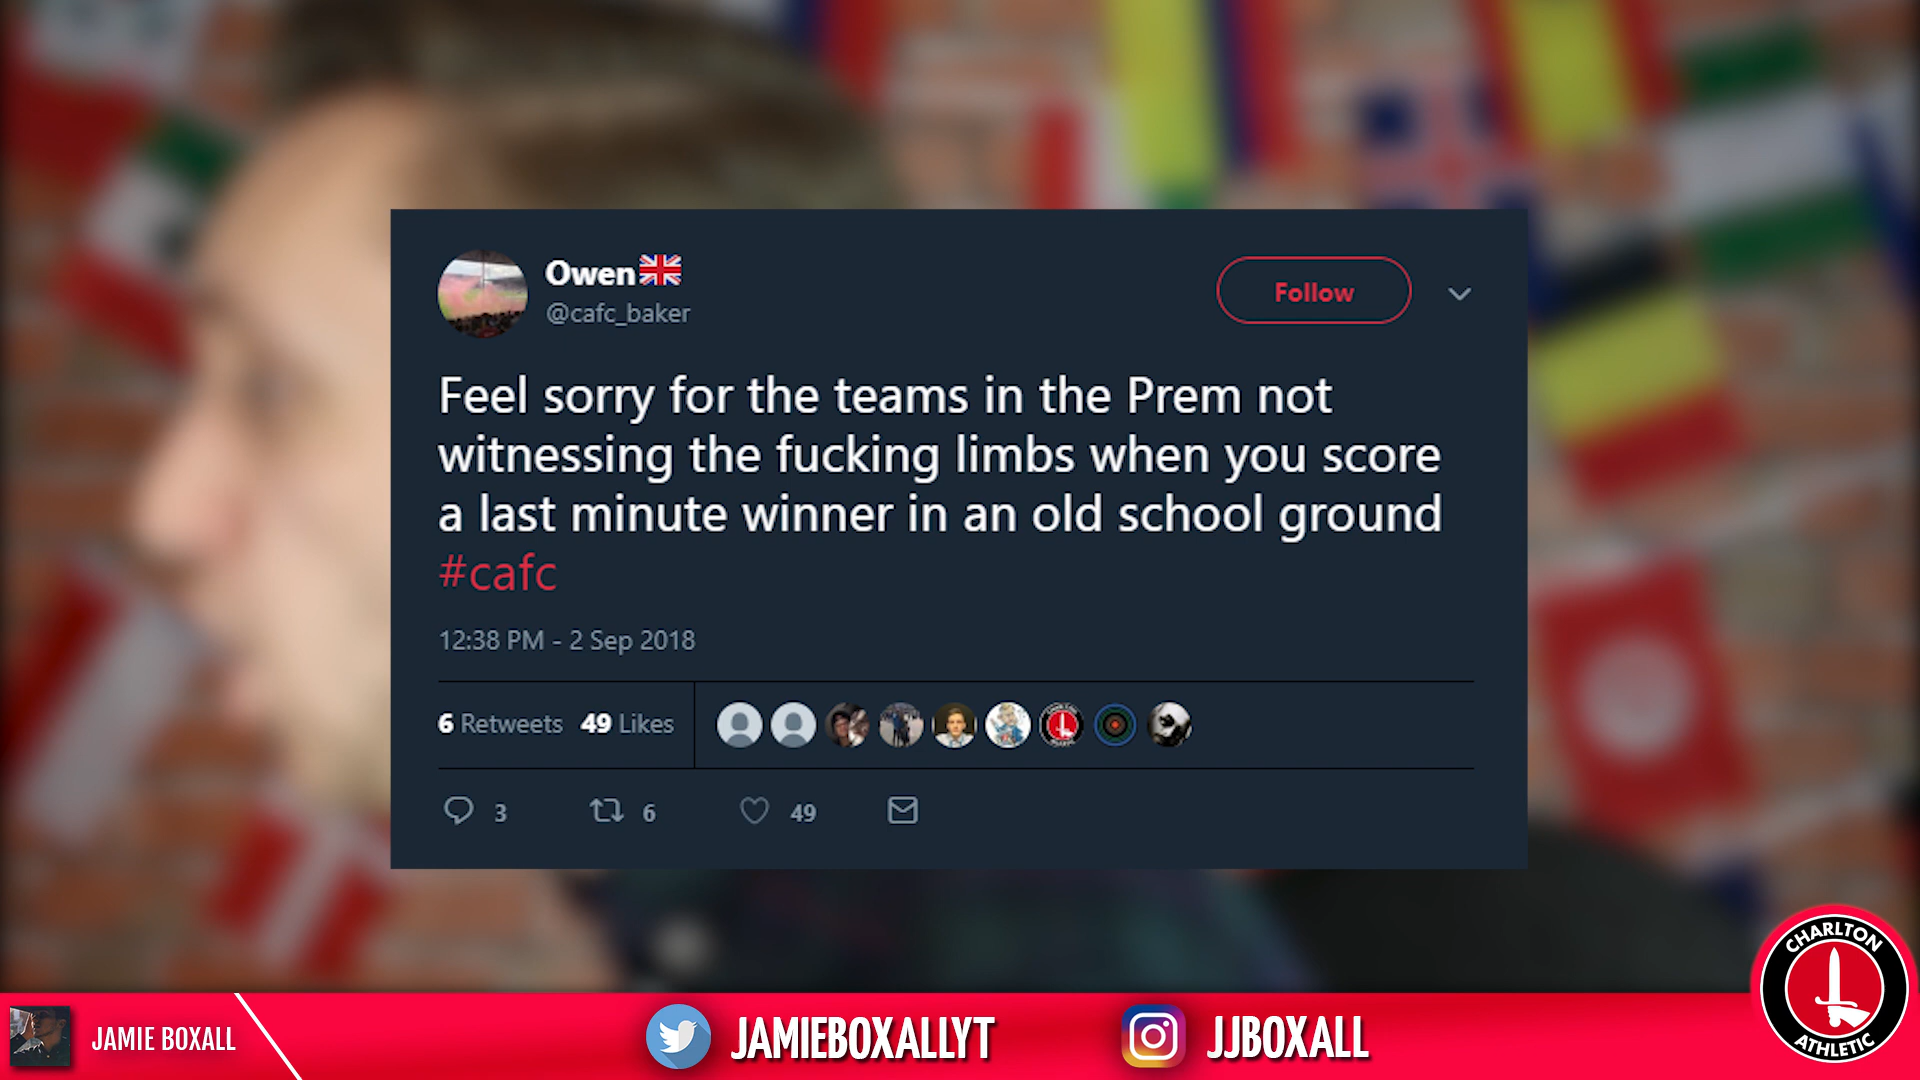 Owen
@cafc_baker
Follow
Feel sorry for the teams in the Prem not
witnessing the fucking limbs when you score
a last minute winner in an old school ground
#cafc
12:38 PM - 2 Sep 2018
6 Retweets 49 Likes
3 6 49
JAMIE BOXALL
JAMIEBOXALLYT
JJBOXALL
CHARLTON
ATHLETIC